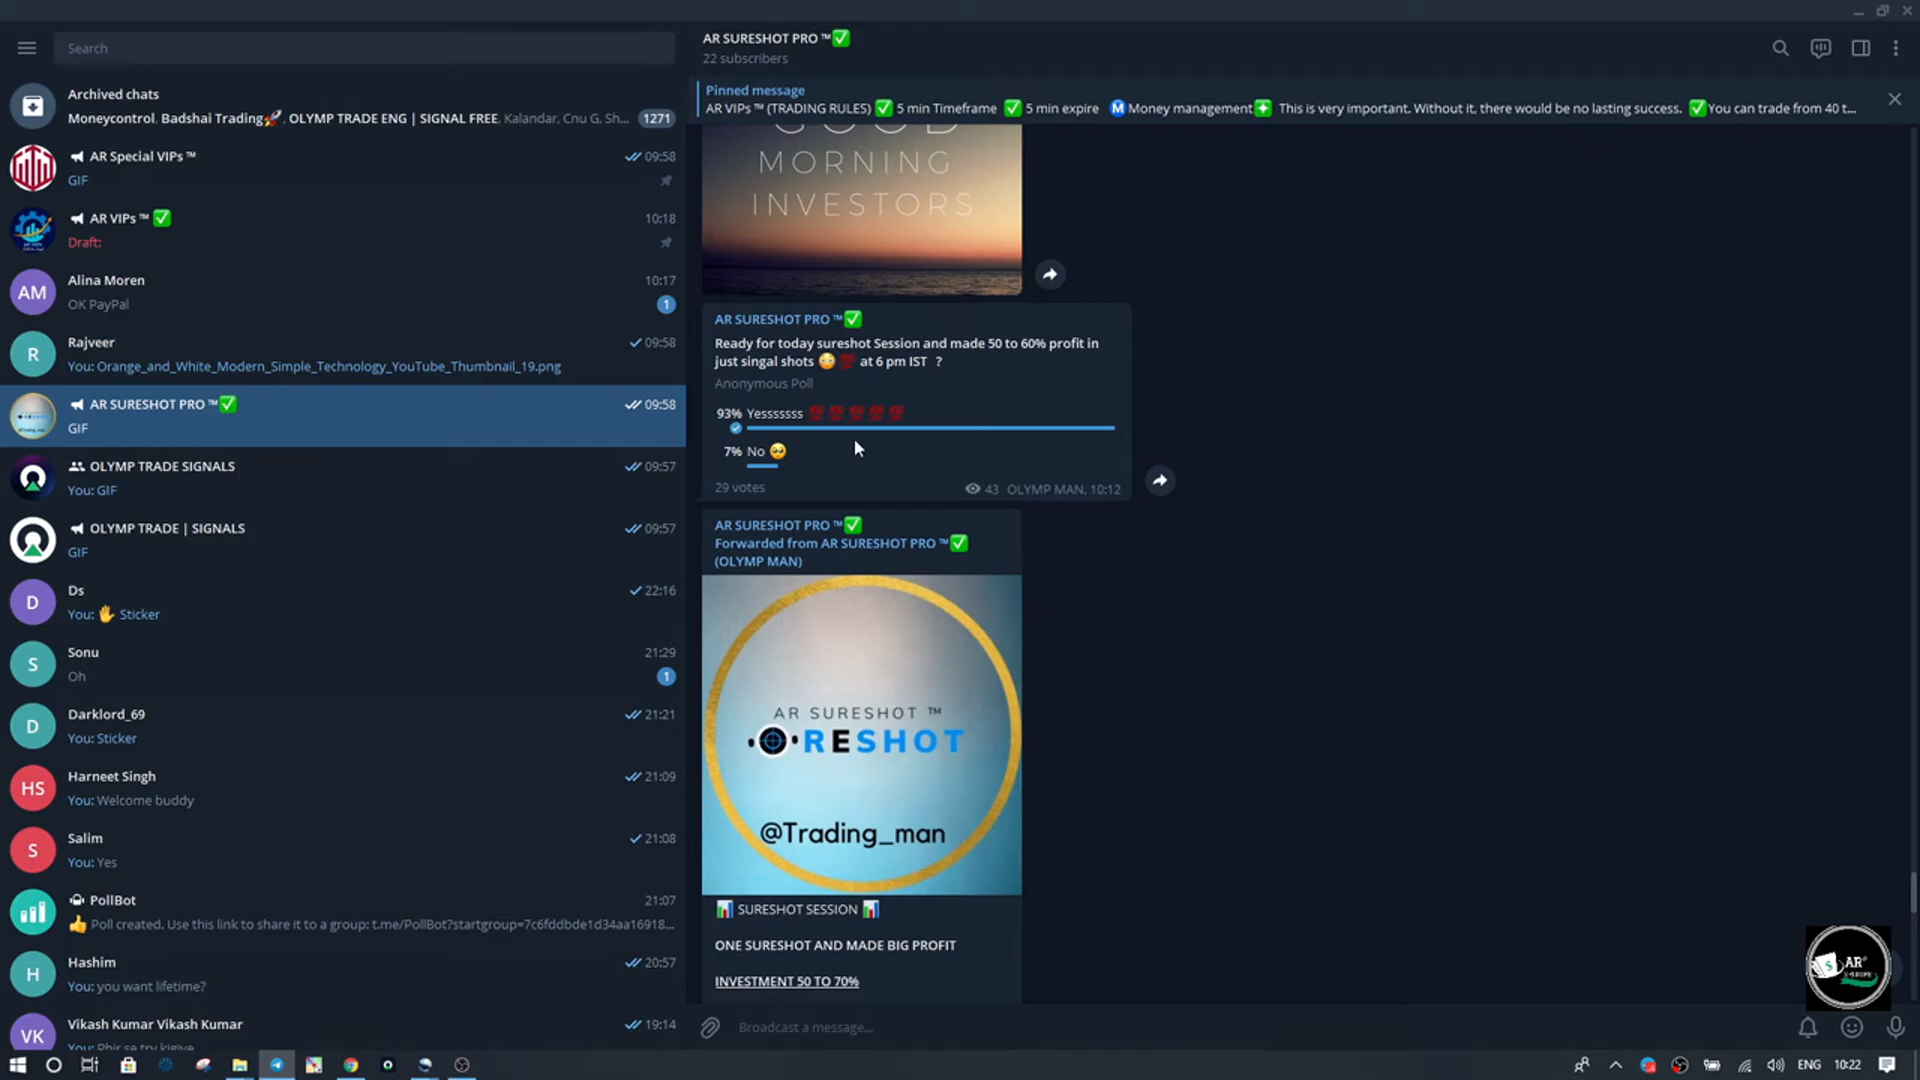 Search
Archived chats
Moneycontrol, Badshai Trading🚀, OLYMP TRADE ENG | SIGNAL FREE, Kalandar, Cnu G, Sh...
1271
AR Special VIPs ™
09:58
GIF
AR VIPs ™ ✅
10:18
Draft:
Alina Moren
10:17
OK PayPal
1
AM
Rajveer
09:58
You: Orange_and_White_Modern_Simple_Technology_YouTube_Thumbnail_19.png
R
AR SURESHOT PRO ™✅
09:58
GIF
OLYMP TRADE SIGNALS
09:57
You: GIF
OLYMP TRADE | SIGNALS
09:57
GIF
Ds
22:16
You: ✋ Sticker
D
Sonu
21:29
Oh
1
S
Darklord_69
21:21
You: Sticker
D
Harneet Singh
21:09
You: Welcome buddy
HS
Salim
21:08
You: Yes
S
PollBot
21:07
👍 Poll created. Use this link to share it to a group: t.me/PollBot?startgroup=7c6fddbde1d34aa16918...
Hashim
20:57
You: you want lifetime?
H
Vikash Kumar Vikash Kumar
19:14
You: Phir se try kigiye
VK
AR SURESHOT PRO ™✅
22 subscribers
Pinned message
AR VIPs ™ (TRADING RULES) ✅ 5 min Timeframe ✅ 5 min expire Ⓜ️Money management❇️ This is very important. Without it, there would be no lasting success. ✅You can trade from 40 t...
GOOD
MORNING
INVESTORS
AR SURESHOT PRO ™✅
Ready for today sureshot Session and made 50 to 60% profit in
just singal shots 😳 💯 at 6 pm IST ?
Anonymous Poll
93% Yesssssss 💯 💯 💯 💯 💯
7% No 🥺
29 votes
43 OLYMP MAN, 10:12
AR SURESHOT PRO ™✅
Forwarded from AR SURESHOT PRO ™✅
(OLYMP MAN)
AR SURESHOT ™
RESHOT
@Trading_man
📊 SURESHOT SESSION 📊
ONE SURESHOT AND MADE BIG PROFIT
INVESTMENT 50 TO 70%
AR
Broadcast a message...
ENG
10:22